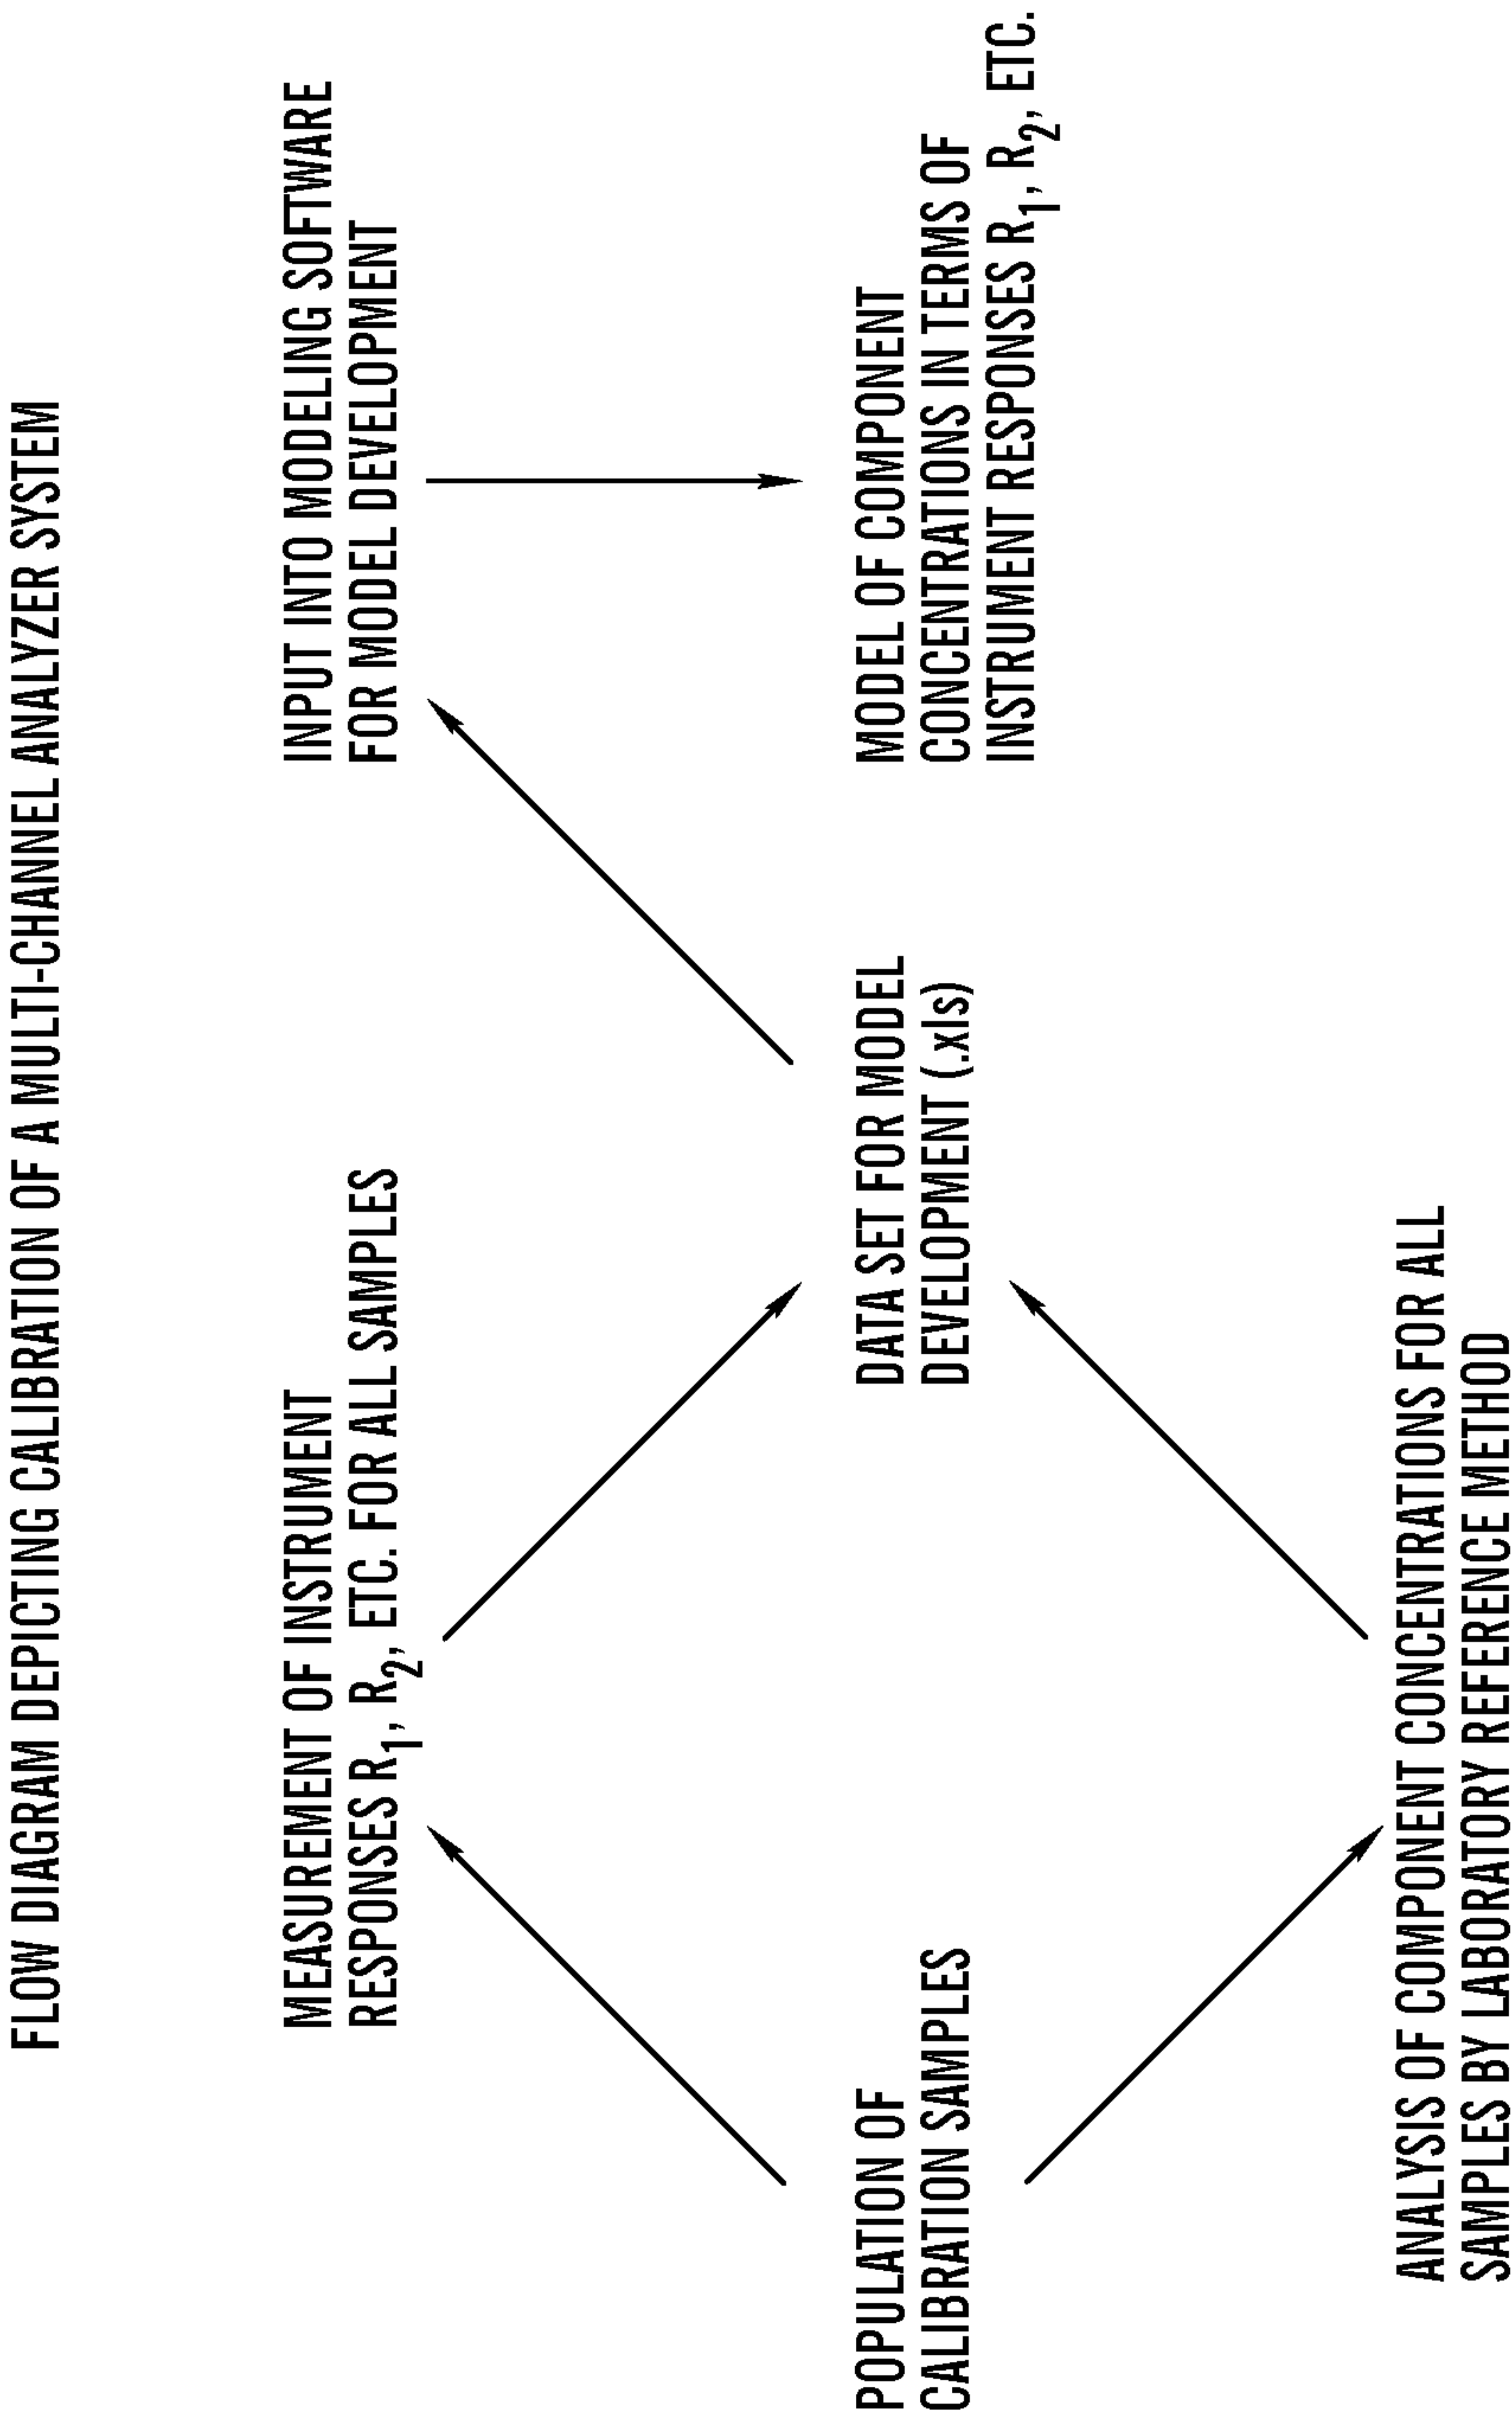 FLOW DIAGRAM DEPICTING CALIBRATION OF A MULTI-CHANNEL ANALYZER SYSTEM
MEASUREMENT OF INSTRUMENT
RESPONSES R₁, R₂, ETC. FOR ALL SAMPLES
INPUT INTO MODELING SOFTWARE
FOR MODEL DEVELOPMENT
POPULATION OF
CALIBRATION SAMPLES
DATA SET FOR MODEL
DEVELOPMENT (.xls)
MODEL OF COMPONENT
CONCENTRATIONS IN TERMS OF
INSTRUMENT RESPONSES R₁, R₂, ETC.
ANALYSIS OF COMPONENT CONCENTRATIONS FOR ALL
SAMPLES BY LABORATORY REFERENCE METHOD